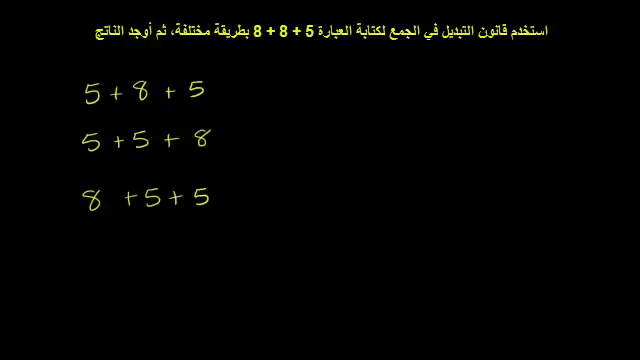 استخدم قانون التبديل في الجمع لكتابة العبارة 5 + 8 + 8 بطريقة مختلفة، ثم أوجد الناتج
5 + 8 + 5
5 + 5 + 8
8 + 5 + 5